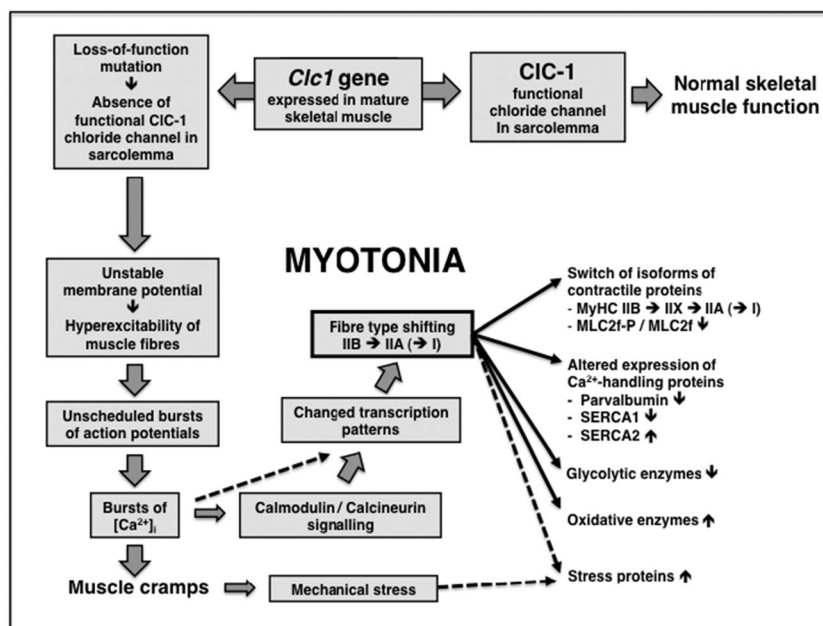 Loss-of-function
mutation
🡻
Absence of
functional ClC-1
chloride channel in
sarcolemma
Clc1 gene
expressed in mature
skeletal muscle
ClC-1
functional
chloride channel
In sarcolemma
Normal skeletal
muscle function
Unstable
membrane potential
🡻
Hyperexcitability of
muscle fibres
Unscheduled bursts
of action potentials
Bursts of
[Ca²⁺]ᵢ
Muscle cramps
Mechanical stress
Calmodulin / Calcineurin
signalling
Changed transcription
patterns
MYOTONIA
Fibre type shifting
IIB ➔ IIA (➔ I)
Switch of isoforms of
contractile proteins
- MyHC IIB ➔ IIX ➔ IIA (➔ I)
- MLC2f-P / MLC2f 🡻
Altered expression of
Ca²⁺-handling proteins
- Parvalbumin 🡻
- SERCA1 🡻
- SERCA2 🡹
Glycolytic enzymes 🡻
Oxidative enzymes 🡹
Stress proteins 🡹